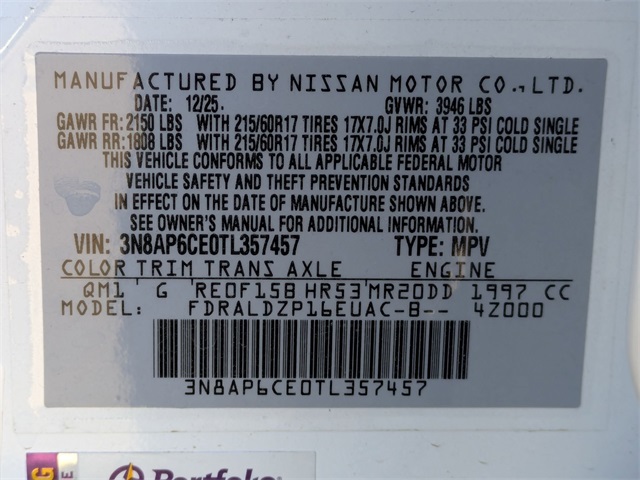 MANUFACTURED BY NISSAN MOTOR CO.,LTD.
DATE: 12/25 GVWR: 3946 LBS
GAWR FR: 2150 LBS WITH 215/60R17 TIRES 17X7.0J RIMS AT 33 PSI COLD SINGLE
GAWR RR: 1808 LBS WITH 215/60R17 TIRES 17X7.0J RIMS AT 33 PSI COLD SINGLE
THIS VEHICLE CONFORMS TO ALL APPLICABLE FEDERAL MOTOR
VEHICLE SAFETY AND THEFT PREVENTION STANDARDS
IN EFFECT ON THE DATE OF MANUFACTURE SHOWN ABOVE.
SEE OWNER'S MANUAL FOR ADDITIONAL INFORMATION.
VIN: 3N8AP6CE0TL357457 TYPE: MPV
COLOR TRIM TRANS AXLE ENGINE
QM1 G RE0F15B HR53 MR20DD 1997 CC
MODEL: FDRALDZP16EUAC-B-- 4Z000
3N8AP6CE0TL357457